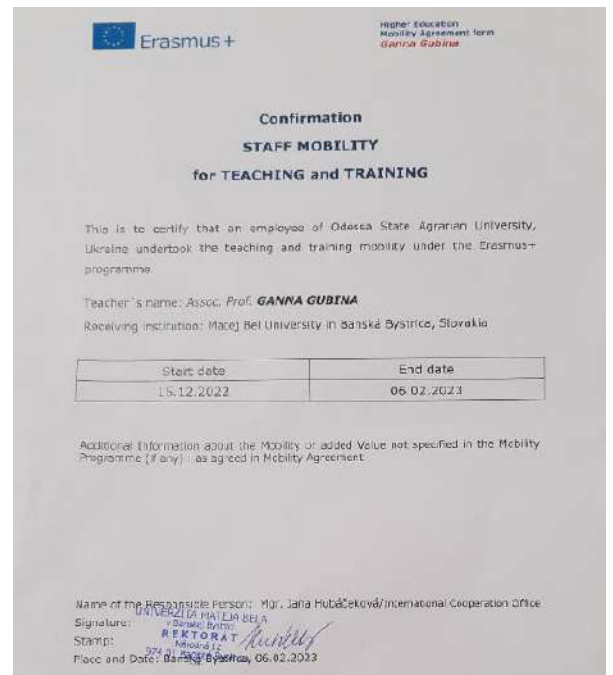 Erasmus+
Higher Education
Mobility Agreement form
Ganna Gubina
Confirmation
STAFF MOBILITY
for TEACHING and TRAINING
This is to certify that an employee of Odessa State Agrarian University,
Ukraine undertook the teaching and training mobility under the Erasmus+
programme.
Teacher`s name: Assoc. Prof. GANNA GUBINA
Receiving institution: Matej Bel University in Banská Bystrica, Slovakia
Start date
End date
15.12.2022
06.02.2023
Additional Information about the Mobility or added Value not specified in the Mobility
Programme (if any) : as agreed in Mobility Agreement
Name of the Responsible Person: Mgr. Jana Hubáčeková/International Cooperation Office
UNIVERZITA MATEJA BELA
Signature:
v Banskej Bystrici
REKTORÁT
Stamp:
Národná 12
Place and Date: Banská Bystrica, 06.02.2023